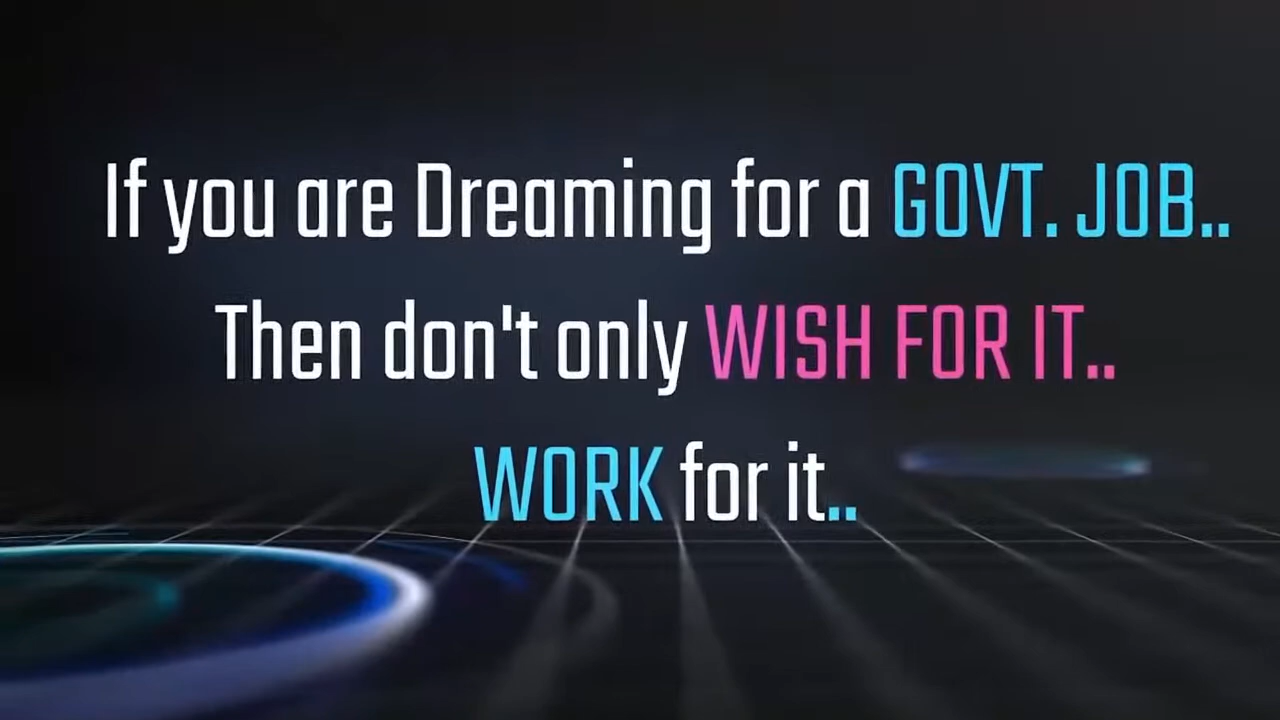 If you are Dreaming for a GOVT. JOB..
Then don't only WISH FOR IT..
WORK for it..